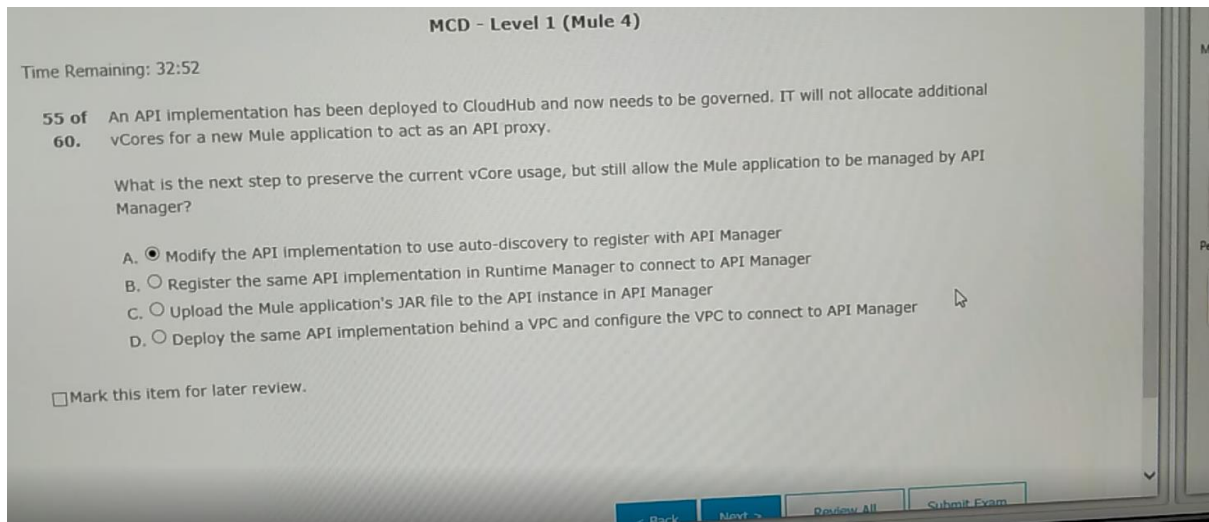 MCD - Level 1 (Mule 4)
Time Remaining: 32:52
55 of An API implementation has been deployed to CloudHub and now needs to be governed. IT will not allocate additional
60. vCores for a new Mule application to act as an API proxy.
What is the next step to preserve the current vCore usage, but still allow the Mule application to be managed by API
Manager?
A. Modify the API implementation to use auto-discovery to register with API Manager
B. Register the same API implementation in Runtime Manager to connect to API Manager
C. Upload the Mule application's JAR file to the API instance in API Manager
D. Deploy the same API implementation behind a VPC and configure the VPC to connect to API Manager
Mark this item for later review.
< Back Next > Review All Submit Exam